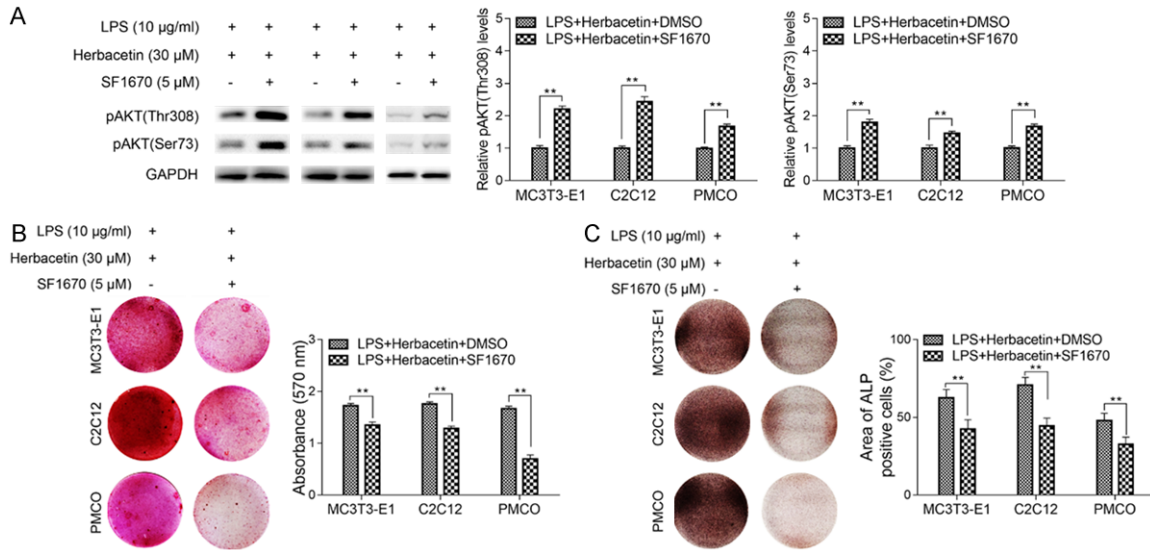 A
LPS (10 µg/ml) + + + + + +
Herbacetin (30 µM) + + + + + +
SF1670 (5 µM) - + - + - +
pAKT(Thr308)
pAKT(Ser73)
GAPDH
Relative pAKT(Thr308) levels
5
4
3
2
1
0
LPS+Herbacetin+DMSO
LPS+Herbacetin+SF1670
** ** **
MC3T3-E1 C2C12 PMCO
Relative pAKT(Ser73) levels
5
4
3
2
1
0
LPS+Herbacetin+DMSO
LPS+Herbacetin+SF1670
** ** **
MC3T3-E1 C2C12 PMCO
B
LPS (10 µg/ml) + +
Herbacetin (30 µM) + +
SF1670 (5 µM) - +
MC3T3-E1
C2C12
PMCO
Absorbance (570 mm)
3
2
1
0
LPS+Herbacetin+DMSO
LPS+Herbacetin+SF1670
** ** **
MC3T3-E1 C2C12 PMCO
C
LPS (10 µg/ml) + +
Herbacetin (30 µM) + +
SF1670 (5 µM) - +
MC3T3-E1
C2C12
PMCO
Area of ALP
positive cells (%)
100
50
0
LPS+Herbacetin+DMSO
LPS+Herbacetin+SF1670
** ** **
MC3T3-E1 C2C12 PMCO